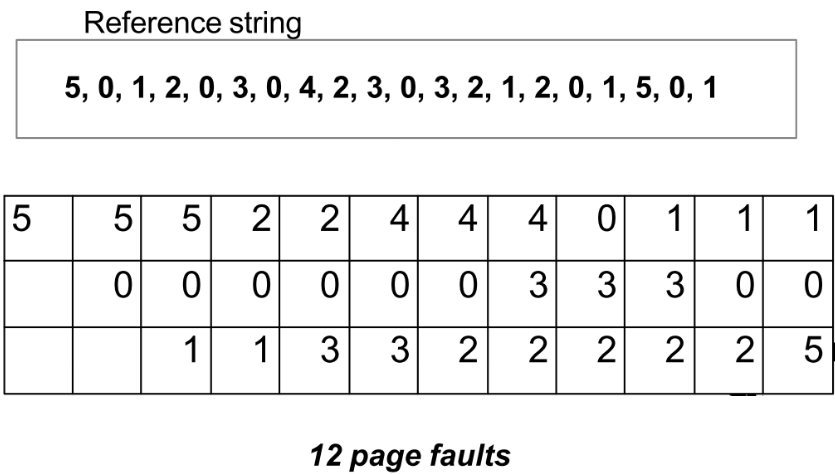 Reference string
5, 0, 1, 2, 0, 3, 0, 4, 2, 3, 0, 3, 2, 1, 2, 0, 1, 5, 0, 1
5 5 5 2 2 4 4 4 0 1 1 1
0 0 0 0 0 0 3 3 3 0 0
1 1 3 3 2 2 2 2 2 5
12 page faults